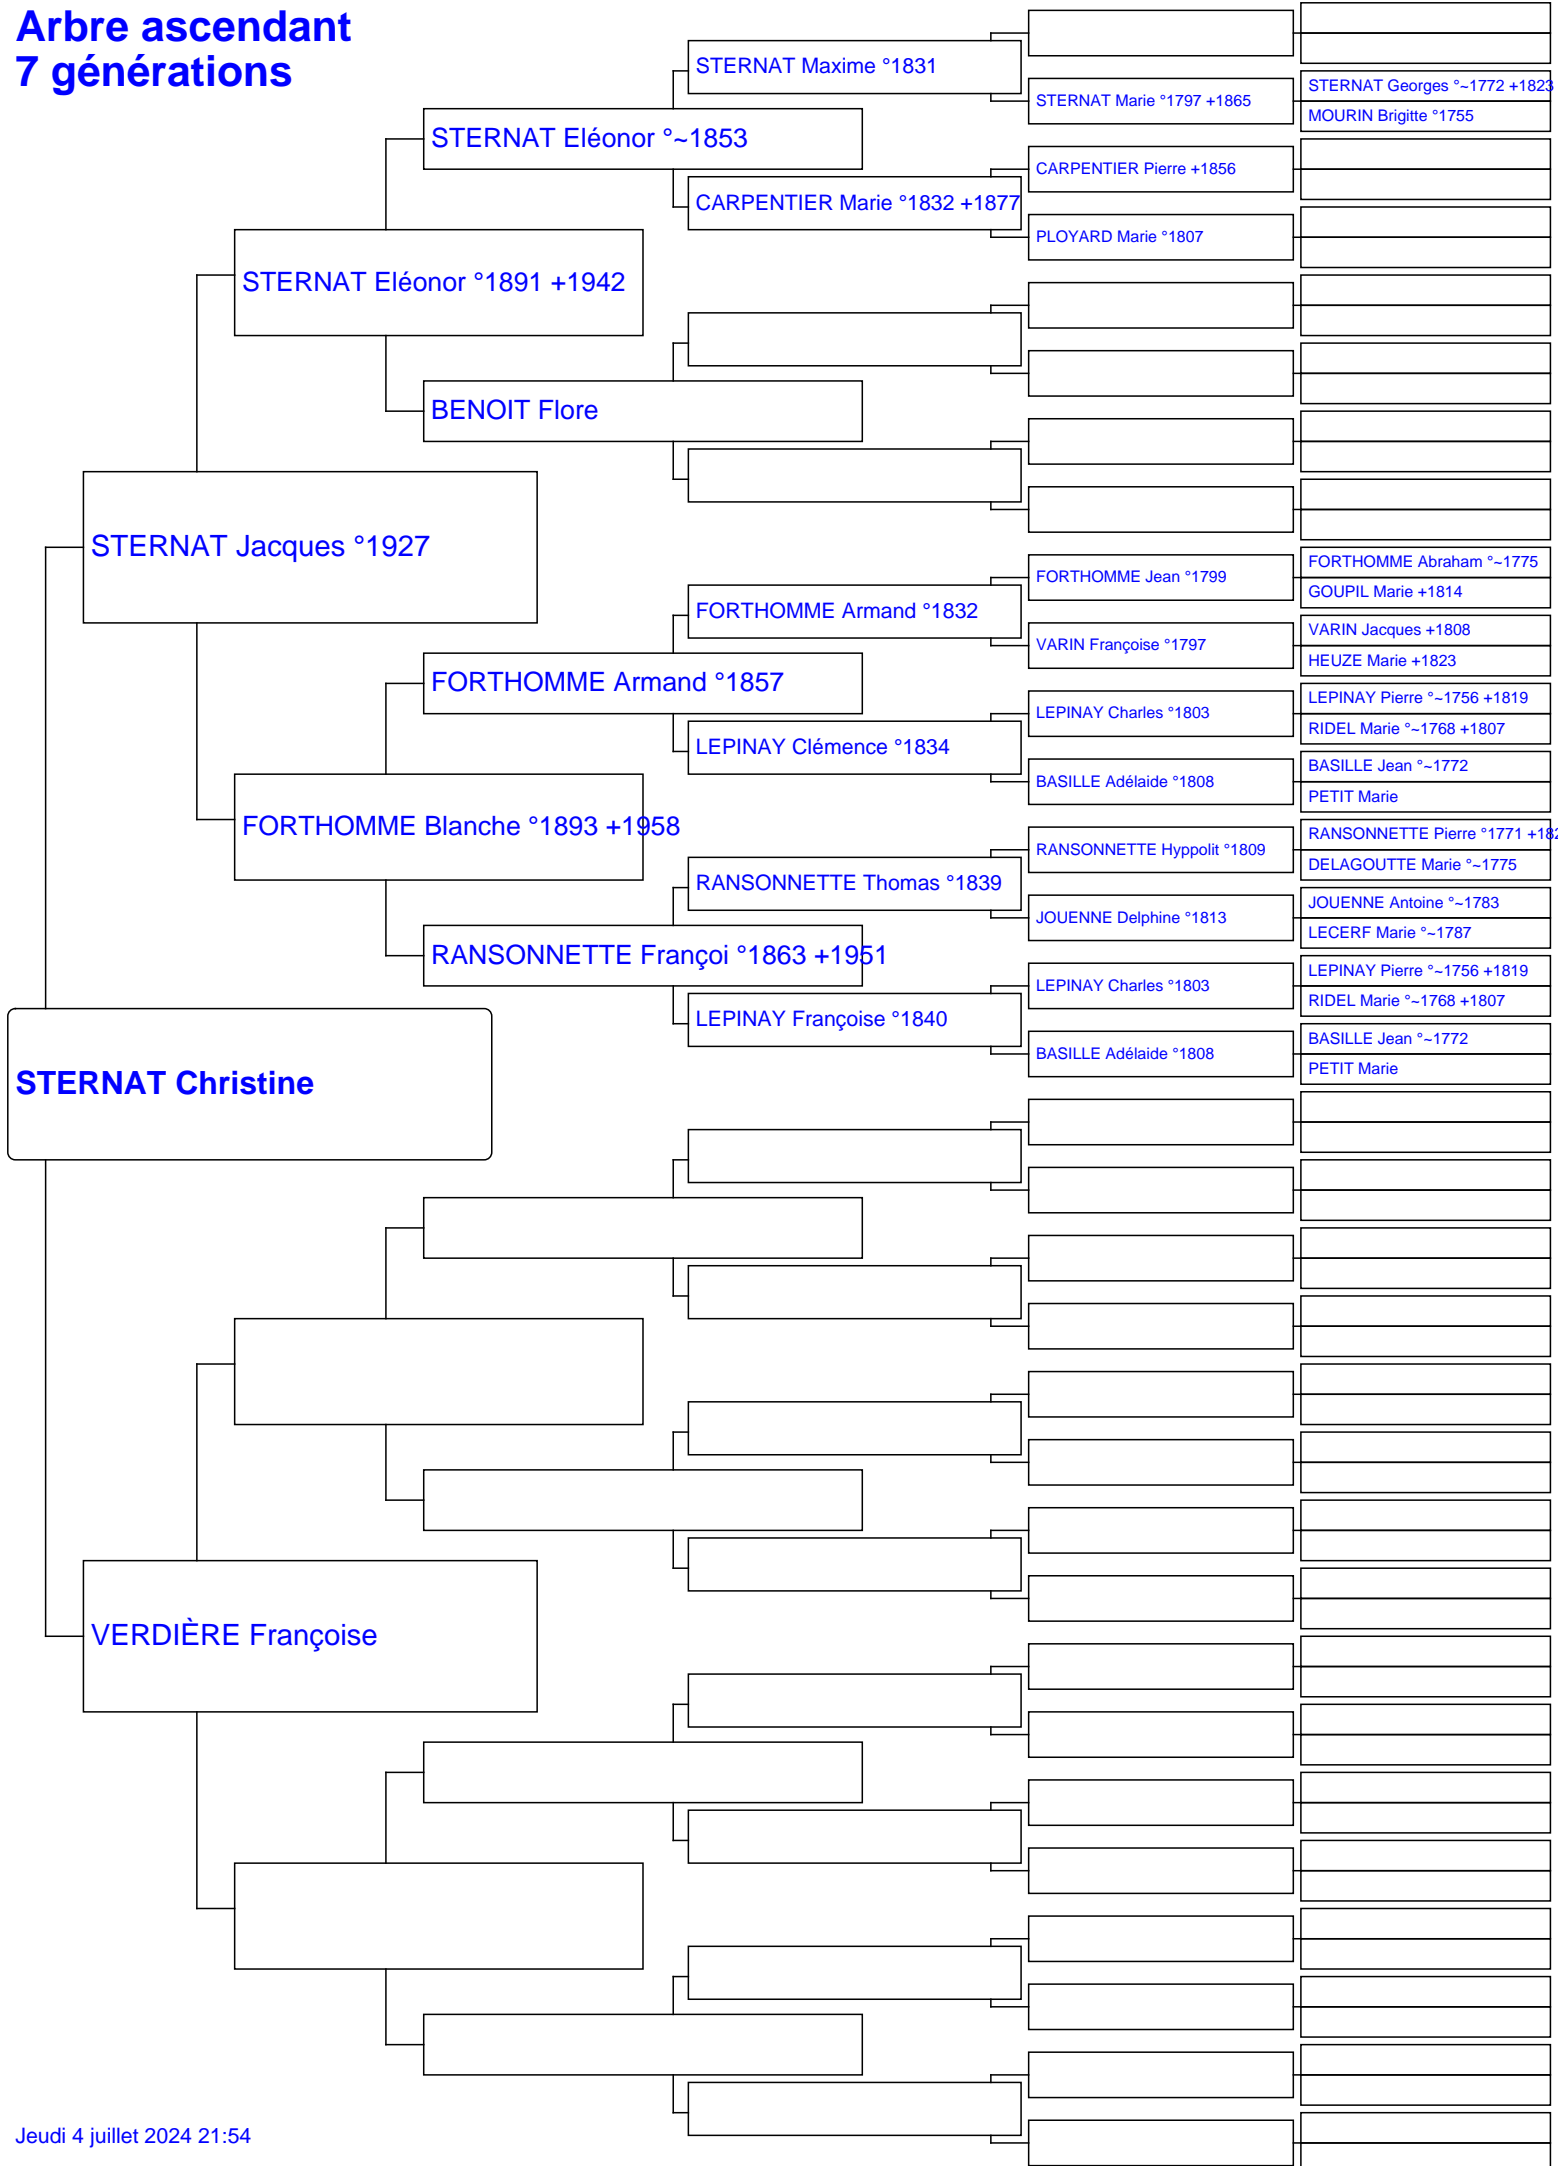 Arbre ascendant
7 générations
STERNAT Maxime °1831
STERNAT Georges °~1772 +1823
STERNAT Marie °1797 +1865
MOURIN Brigitte °1755
STERNAT Eléonor °~1853
CARPENTIER Pierre +1856
CARPENTIER Marie °1832 +1877
PLOYARD Marie °1807
STERNAT Eléonor °1891 +1942
BENOIT Flore
STERNAT Jacques °1927
FORTHOMME Abraham °~1775
FORTHOMME Jean °1799
GOUPIL Marie +1814
FORTHOMME Armand °1832
VARIN Jacques +1808
VARIN Françoise °1797
HEUZE Marie +1823
FORTHOMME Armand °1857
LEPINAY Pierre °~1756 +1819
LEPINAY Charles °1803
RIDEL Marie °~1768 +1807
LEPINAY Clémence °1834
BASILLE Jean °~1772
BASILLE Adélaide °1808
PETIT Marie
FORTHOMME Blanche °1893 +1958
RANSONNETTE Pierre °1771 +182
RANSONNETTE Hyppolit °1809
DELAGOUTTE Marie °~1775
RANSONNETTE Thomas °1839
JOUENNE Antoine °~1783
JOUENNE Delphine °1813
LECERF Marie °~1787
RANSONNETTE Françoi °1863 +1951
LEPINAY Pierre °~1756 +1819
LEPINAY Charles °1803
RIDEL Marie °~1768 +1807
LEPINAY Françoise °1840
BASILLE Jean °~1772
BASILLE Adélaide °1808
PETIT Marie
STERNAT Christine
VERDIÈRE Françoise
Jeudi 4 juillet 2024 21:54